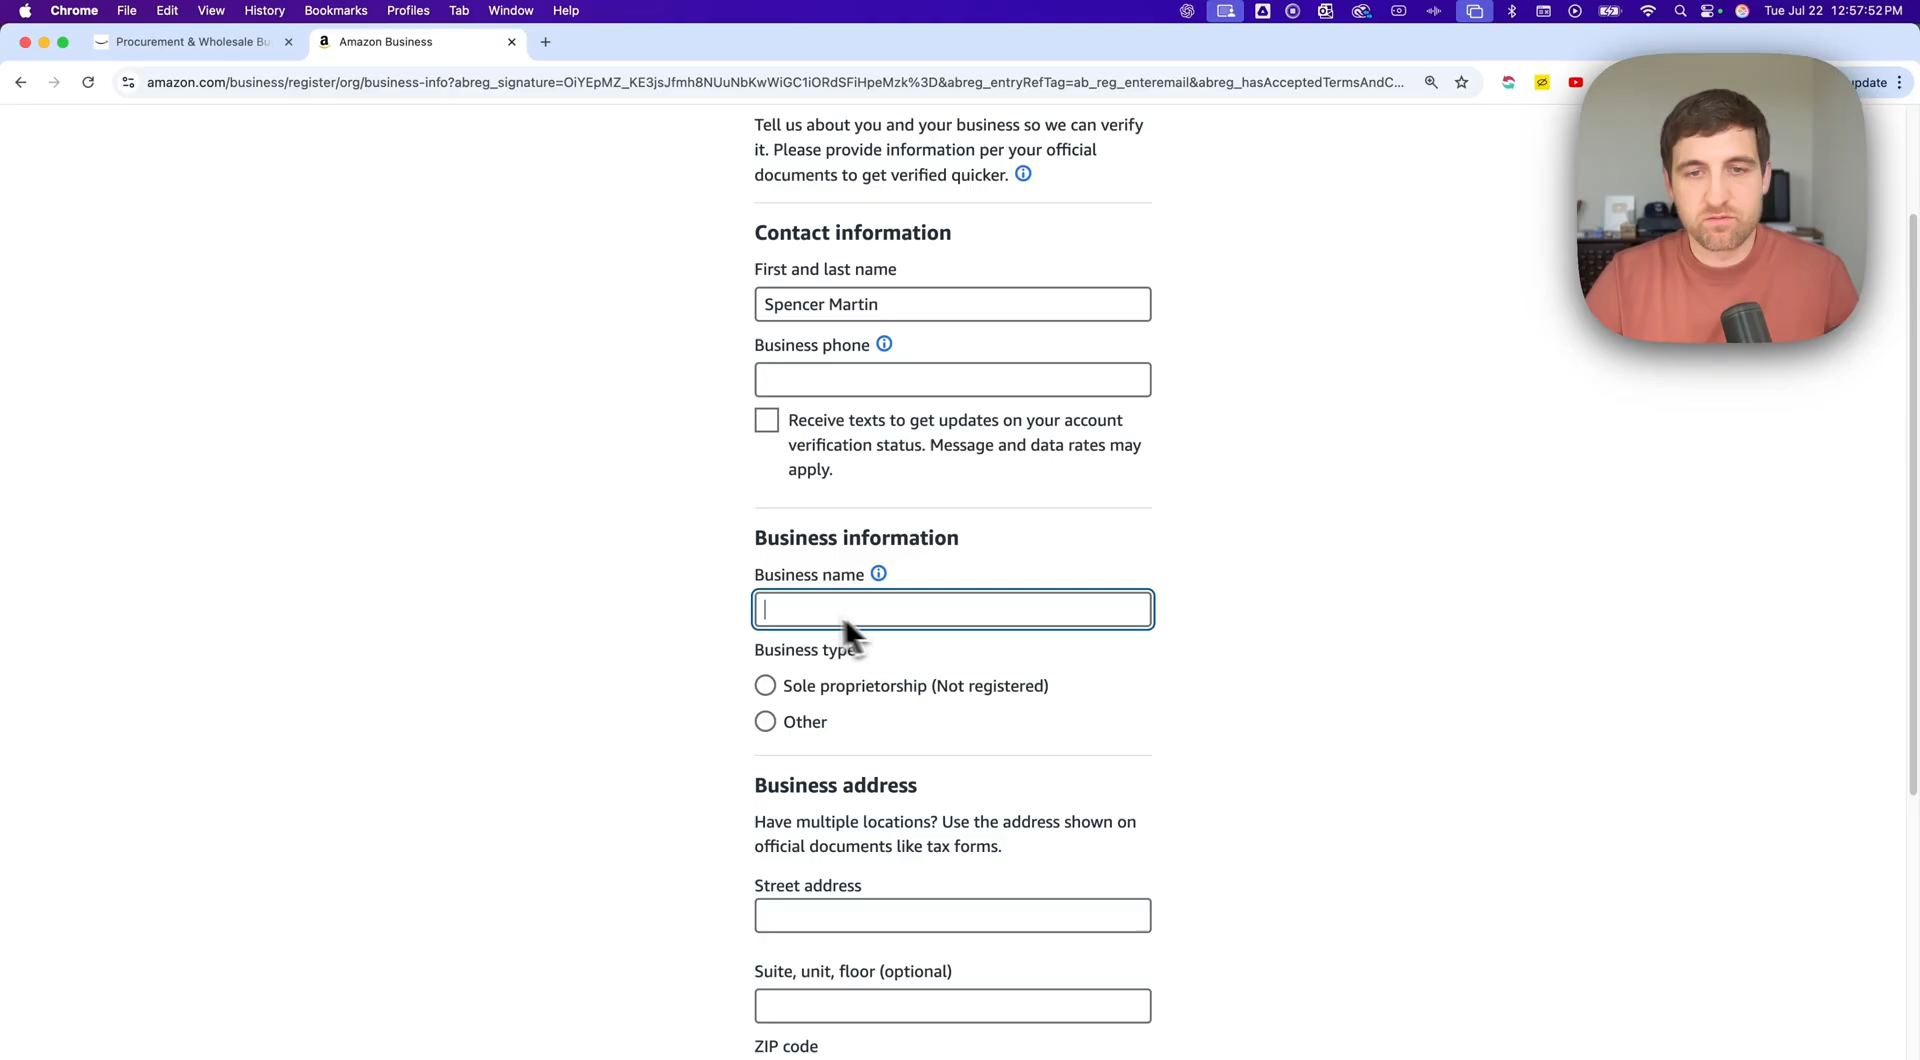 Chrome File Edit View History Bookmarks Profiles Tab Window Help Tue Jul 22 12:57:52 PM
Procurement & Wholesale Bu Amazon Business
amazon.com/business/register/org/business-info?abreg_signature=OiYEpMZ_KE3jsJfmh8NUuNbKwWiGC1iORdSFiHpeMzk%3D&abreg_entryRefTag=ab_reg_enteremail&abreg_hasAcceptedTermsAndC... update
Tell us about you and your business so we can verify
it. Please provide information per your official
documents to get verified quicker.
Contact information
First and last name
Spencer Martin
Business phone
Receive texts to get updates on your account
verification status. Message and data rates may
apply.
Business information
Business name
Business type
Sole proprietorship (Not registered)
Other
Business address
Have multiple locations? Use the address shown on
official documents like tax forms.
Street address
Suite, unit, floor (optional)
ZIP code